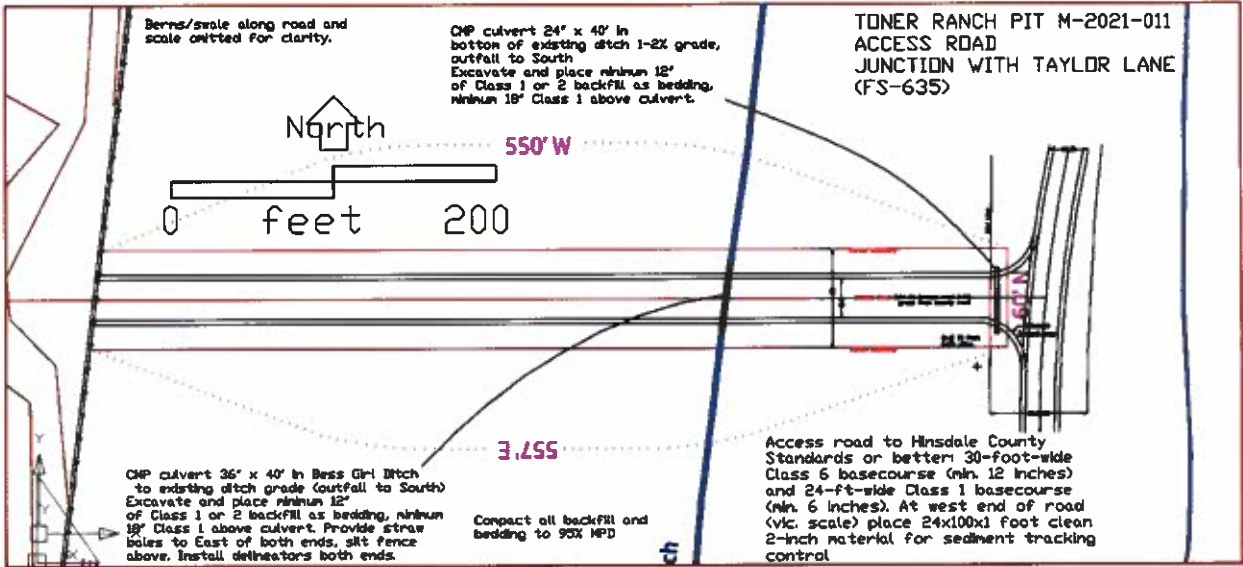 Berms/swale along road and
scale omitted for clarity.
CMP culvert 24" x 40' in
bottom of existing ditch 1-2% grade,
outfall to South
Excavate and place minimum 12"
of Class 1 or 2 backfill as bedding,
minimum 18" Class 1 above culvert.
TONER RANCH PIT M-2021-011
ACCESS ROAD
JUNCTION WITH TAYLOR LANE
(FS-635)
North
0 feet 200
550' W
60' N
557' E
CMP culvert 36" x 40' in Bess Girl Ditch
to existing ditch grade (outfall to South)
Excavate and place minimum 12"
of Class 1 or 2 backfill as bedding, minimum
18" Class 1 above culvert. Provide straw
bales to East of both ends, silt fence
above. Install delineators both ends.
Compact all backfill and
bedding to 95% MPD
ch
Access road to Hinsdale County
Standards or better: 30-foot-wide
Class 6 basecourse (min. 12 inches)
and 24-ft-wide Class 1 basecourse
(min. 6 inches). At west end of road
(vic. scale) place 24x100x1 foot clean
2-inch material for sediment tracking
control
Y
X